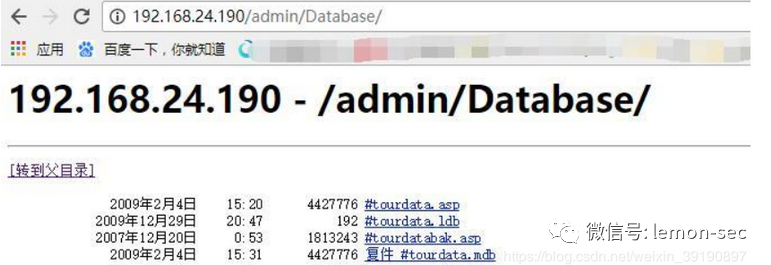 192.168.24.190/admin/Database/
应用 百度一下，你就知道
192.168.24.190 - /admin/Database/
[转到父目录]
2009年2月4日 15:20 4427776 #tourdata.asp
2009年12月29日 20:47 192 #tourdata.ldb
2007年12月20日 0:53 1813243 #tourdatabak.asp
2009年2月4日 15:31 4427776 复件 #tourdata.mdb
微信号: lemon-sec
https://blog.csdn.net/weixin_39190897